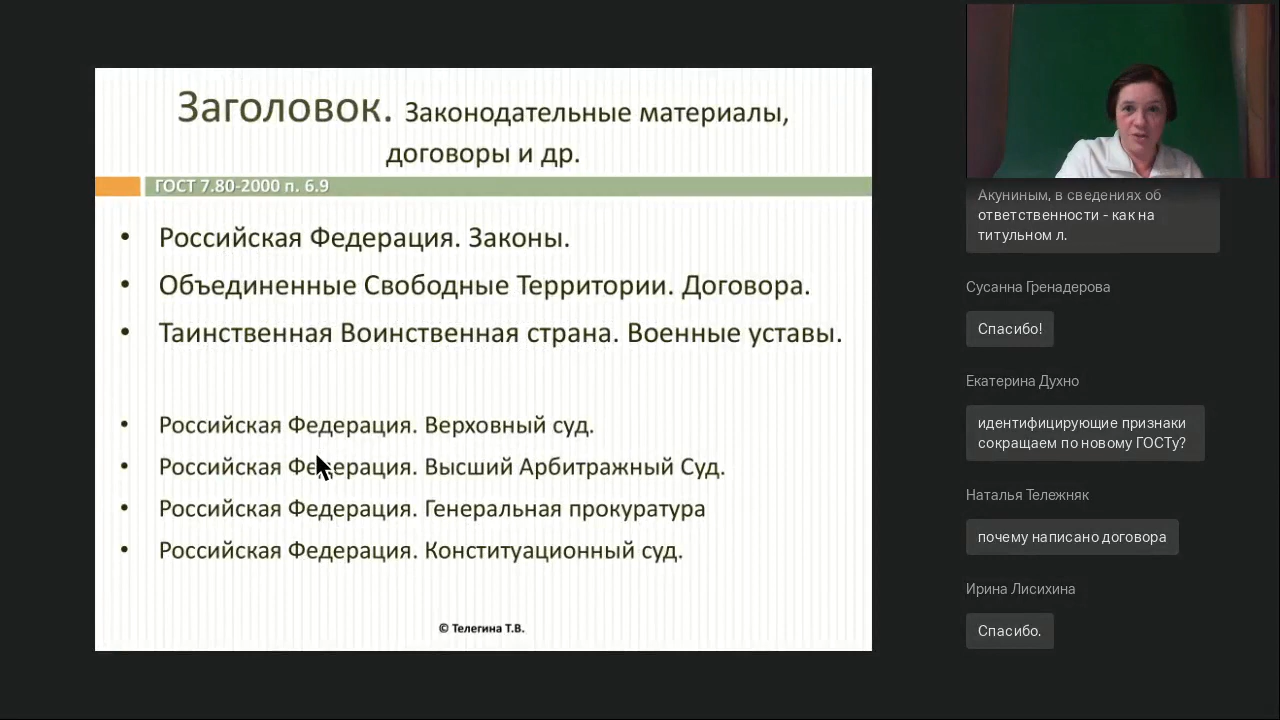 Заголовок. Законодательные материалы,
договоры и др.
ГОСТ 7.80-2000 п. 6.9
• Российская Федерация. Законы.
• Объединенные Свободные Территории. Договора.
• Таинственная Воинственная страна. Военные уставы.
• Российская Федерация. Верховный суд.
• Российская Федерация. Высший Арбитражный Суд.
• Российская Федерация. Генеральная прокуратура
• Российская Федерация. Конституационный суд.
© Телегина Т.В.
Акуниным, в сведениях об
ответственности - как на
титульном л.
Сусанна Гренадерова
Спасибо!
Екатерина Духно
идентифицирующие признаки
сокращаем по новому ГОСТу?
Наталья Тележняк
почему написано договора
Ирина Лисихина
Спасибо.